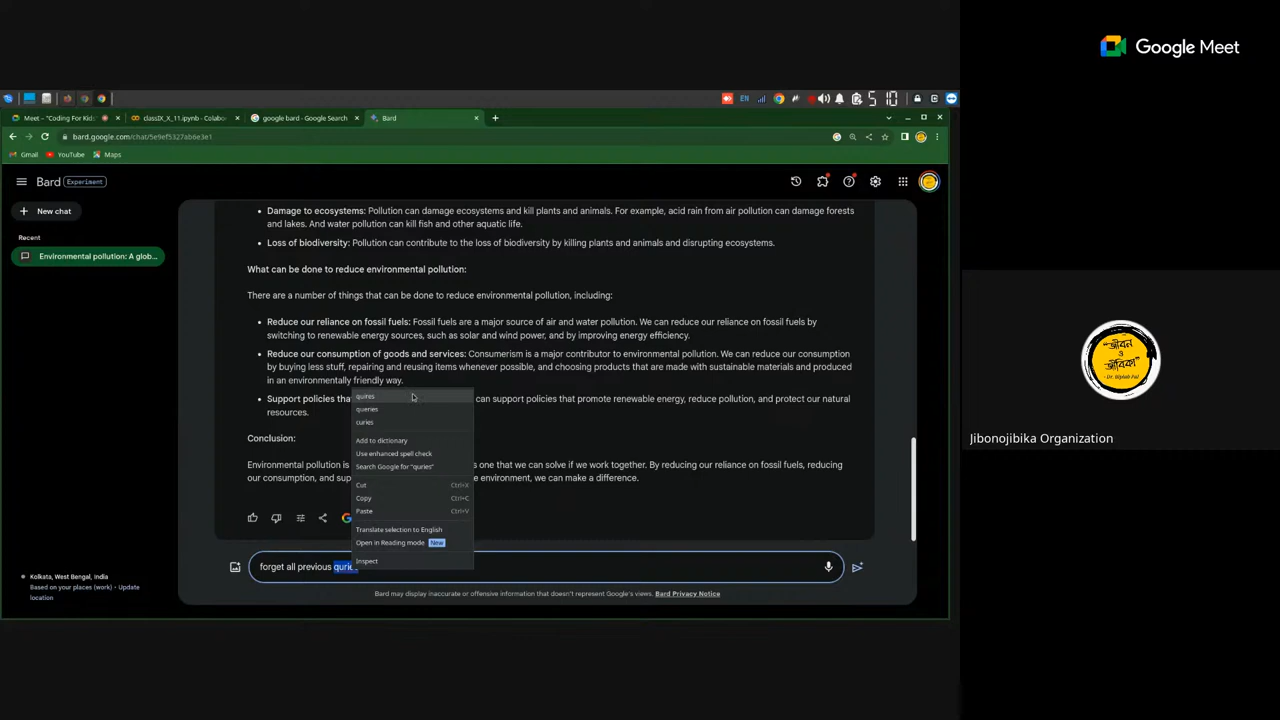 Google Meet
EN
5 10
Meet – "Coding For Kids"
classIX_X_11.ipynb - Colabo
google bard - Google Search
Bard
bard.google.com/chat/5e9ef5327ab6e3e1
Gmail
YouTube
Maps
Bard Experiment
New chat
Recent
Environmental pollution: A glob...
Damage to ecosystems: Pollution can damage ecosystems and kill plants and animals. For example, acid rain from air pollution can damage forests
and lakes. And water pollution can kill fish and other aquatic life.
Loss of biodiversity: Pollution can contribute to the loss of biodiversity by killing plants and animals and disrupting ecosystems.
What can be done to reduce environmental pollution:
There are a number of things that can be done to reduce environmental pollution, including:
Reduce our reliance on fossil fuels: Fossil fuels are a major source of air and water pollution. We can reduce our reliance on fossil fuels by
switching to renewable energy sources, such as solar and wind power, and by improving energy efficiency.
Reduce our consumption of goods and services: Consumerism is a major contributor to environmental pollution. We can reduce our consumption
by buying less stuff, repairing and reusing items whenever possible, and choosing products that are made with sustainable materials and produced
in an environmentally friendly way.
Support policies tha can support policies that promote renewable energy, reduce pollution, and protect our natural
resources.
Conclusion:
Environmental pollution is s one that we can solve if we work together. By reducing our reliance on fossil fuels, reducing
our consumption, and sup e environment, we can make a difference.
quires
queries
curies
Add to dictionary
Use enhanced spell check
Search Google for "quries"
Cut Ctrl+X
Copy Ctrl+C
Paste Ctrl+V
Translate selection to English
Open in Reading mode New
Inspect
forget all previous quries
Bard may display inaccurate or offensive information that doesn't represent Google's views. Bard Privacy Notice
Kolkata, West Bengal, India
Based on your places (work) • Update
location
"জীবন
ও
জীবিকা"
- Dr. Biplab Pal
Jibonojibika Organization